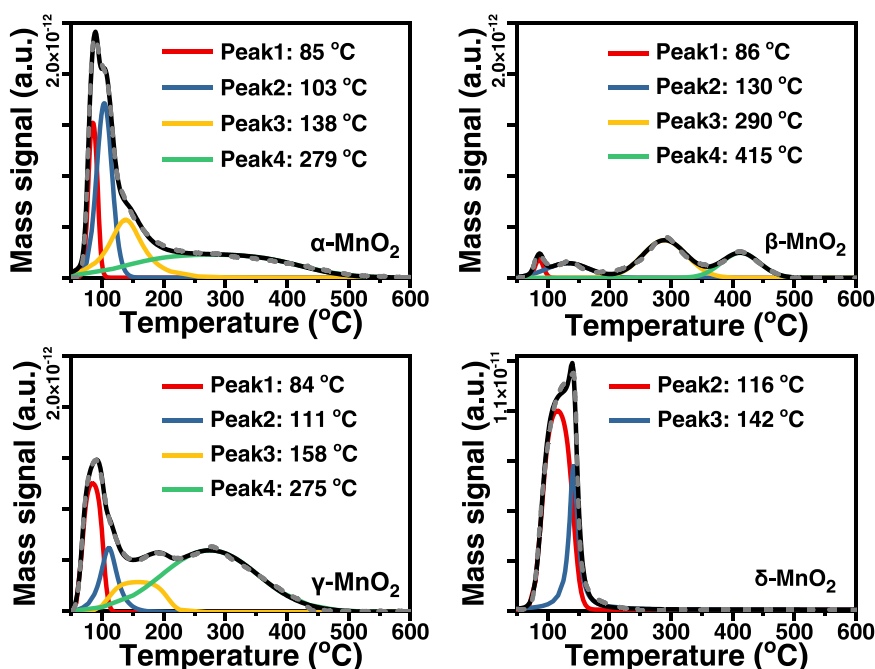 Mass signal (a.u.)
2.0×10⁻¹²
Peak1: 85 °C
Peak2: 103 °C
Peak3: 138 °C
Peak4: 279 °C
α-MnO₂
100 200 300 400 500 600
Temperature (°C)
Mass signal (a.u.)
2.0×10⁻¹²
Peak1: 86 °C
Peak2: 130 °C
Peak3: 290 °C
Peak4: 415 °C
β-MnO₂
100 200 300 400 500 600
Temperature (°C)
Mass signal (a.u.)
2.0×10⁻¹²
Peak1: 84 °C
Peak2: 111 °C
Peak3: 158 °C
Peak4: 275 °C
γ-MnO₂
100 200 300 400 500 600
Temperature (°C)
Mass signal (a.u.)
1.1×10⁻¹¹
Peak2: 116 °C
Peak3: 142 °C
δ-MnO₂
100 200 300 400 500 600
Temperature (°C)